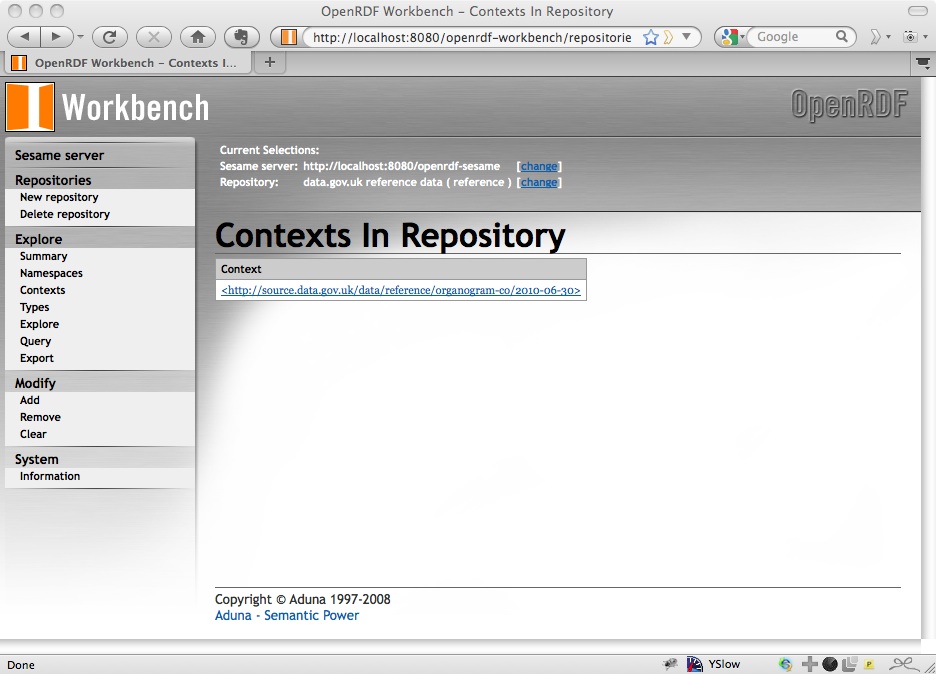 OpenRDF Workbench – Contexts In Repository
http://localhost:8080/openrdf-workbench/repositorie
Google
OpenRDF Workbench – Contexts I...
Workbench
OpenRDF
Sesame server
Repositories
New repository
Delete repository
Explore
Summary
Namespaces
Contexts
Types
Explore
Query
Export
Modify
Add
Remove
Clear
System
Information
Current Selections:
Sesame server: http://localhost:8080/openrdf-sesame [change]
Repository: data.gov.uk reference data ( reference ) [change]
Contexts In Repository
Context
<http://source.data.gov.uk/data/reference/organogram-co/2010-06-30>
Copyright © Aduna 1997-2008
Aduna - Semantic Power
Done
YSlow